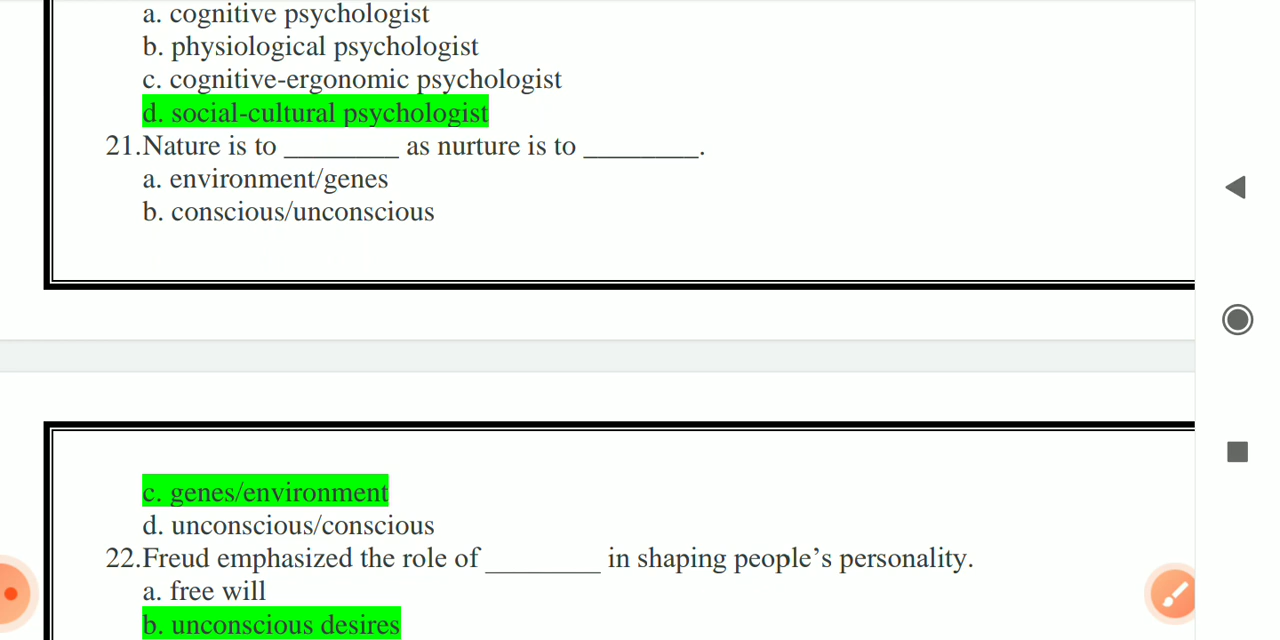 a. cognitive psychologist
b. physiological psychologist
c. cognitive-ergonomic psychologist
d. social-cultural psychologist
21.Nature is to ________ as nurture is to ________.
a. environment/genes
b. conscious/unconscious
c. genes/environment
d. unconscious/conscious
22.Freud emphasized the role of ________ in shaping people’s personality.
a. free will
b. unconscious desires